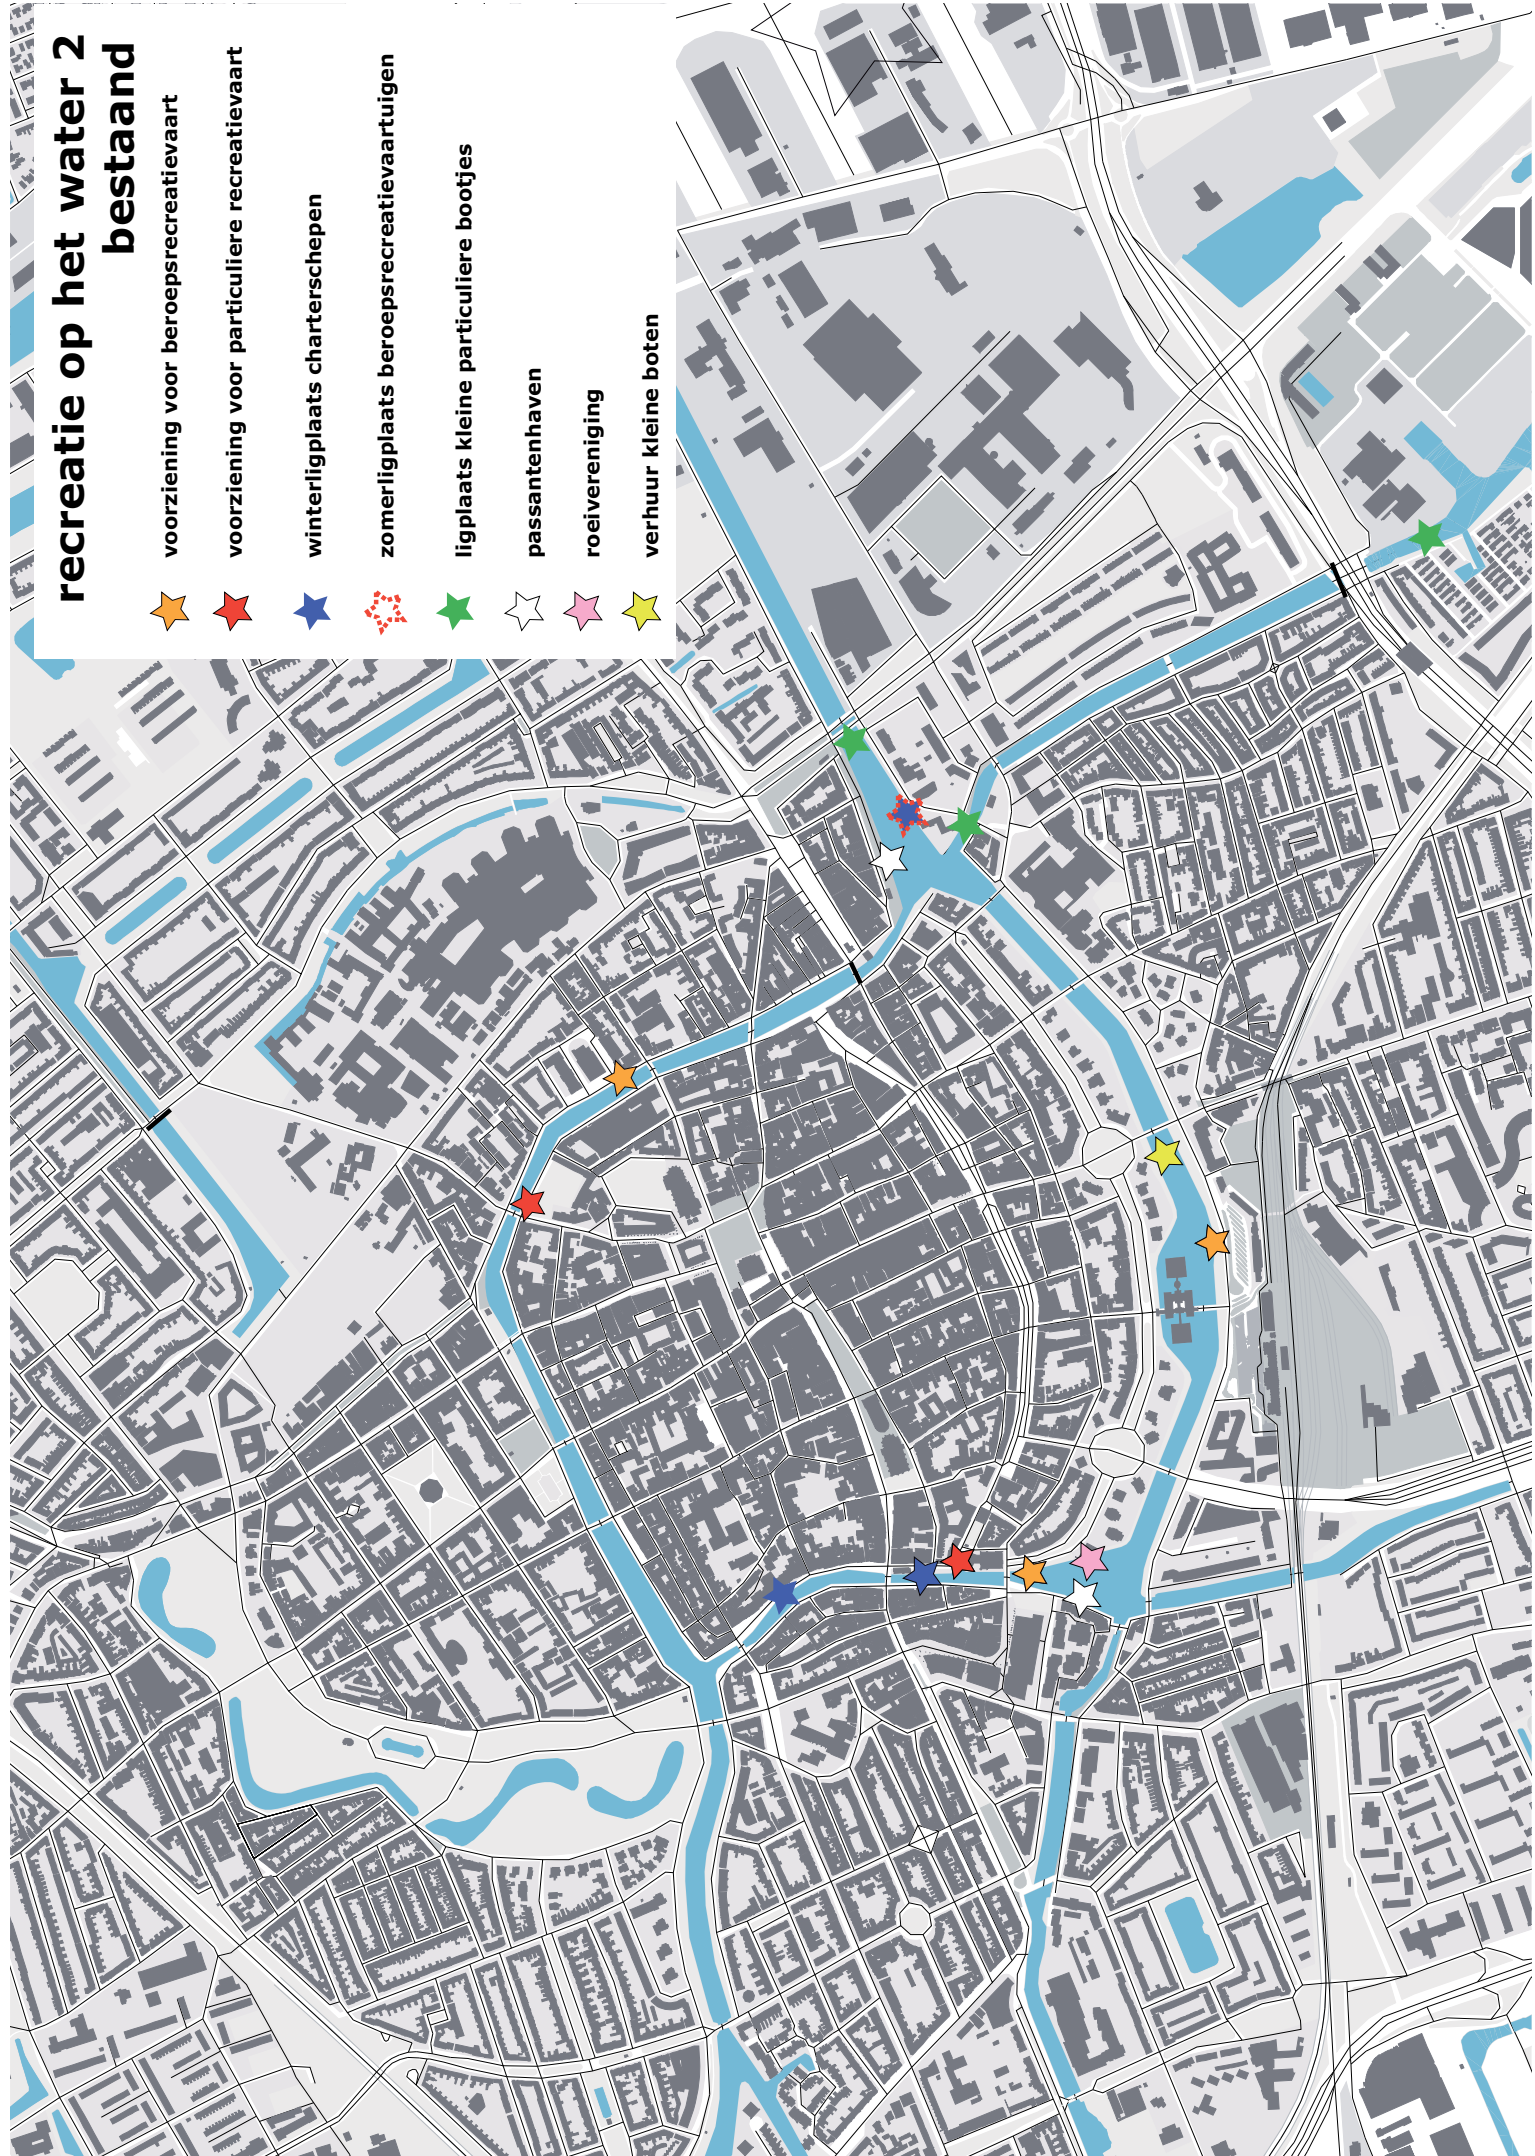 recreatie op het water 2
bestaand
voorziening voor beroepsrecreatievaart
voorziening voor particuliere recreatievaart
winterligplaats charterschepen
zomerligplaats beroepsrecreatievaartuigen
ligplaats kleine particuliere bootjes
passantenhaven
roeivereniging
verhuur kleine boten